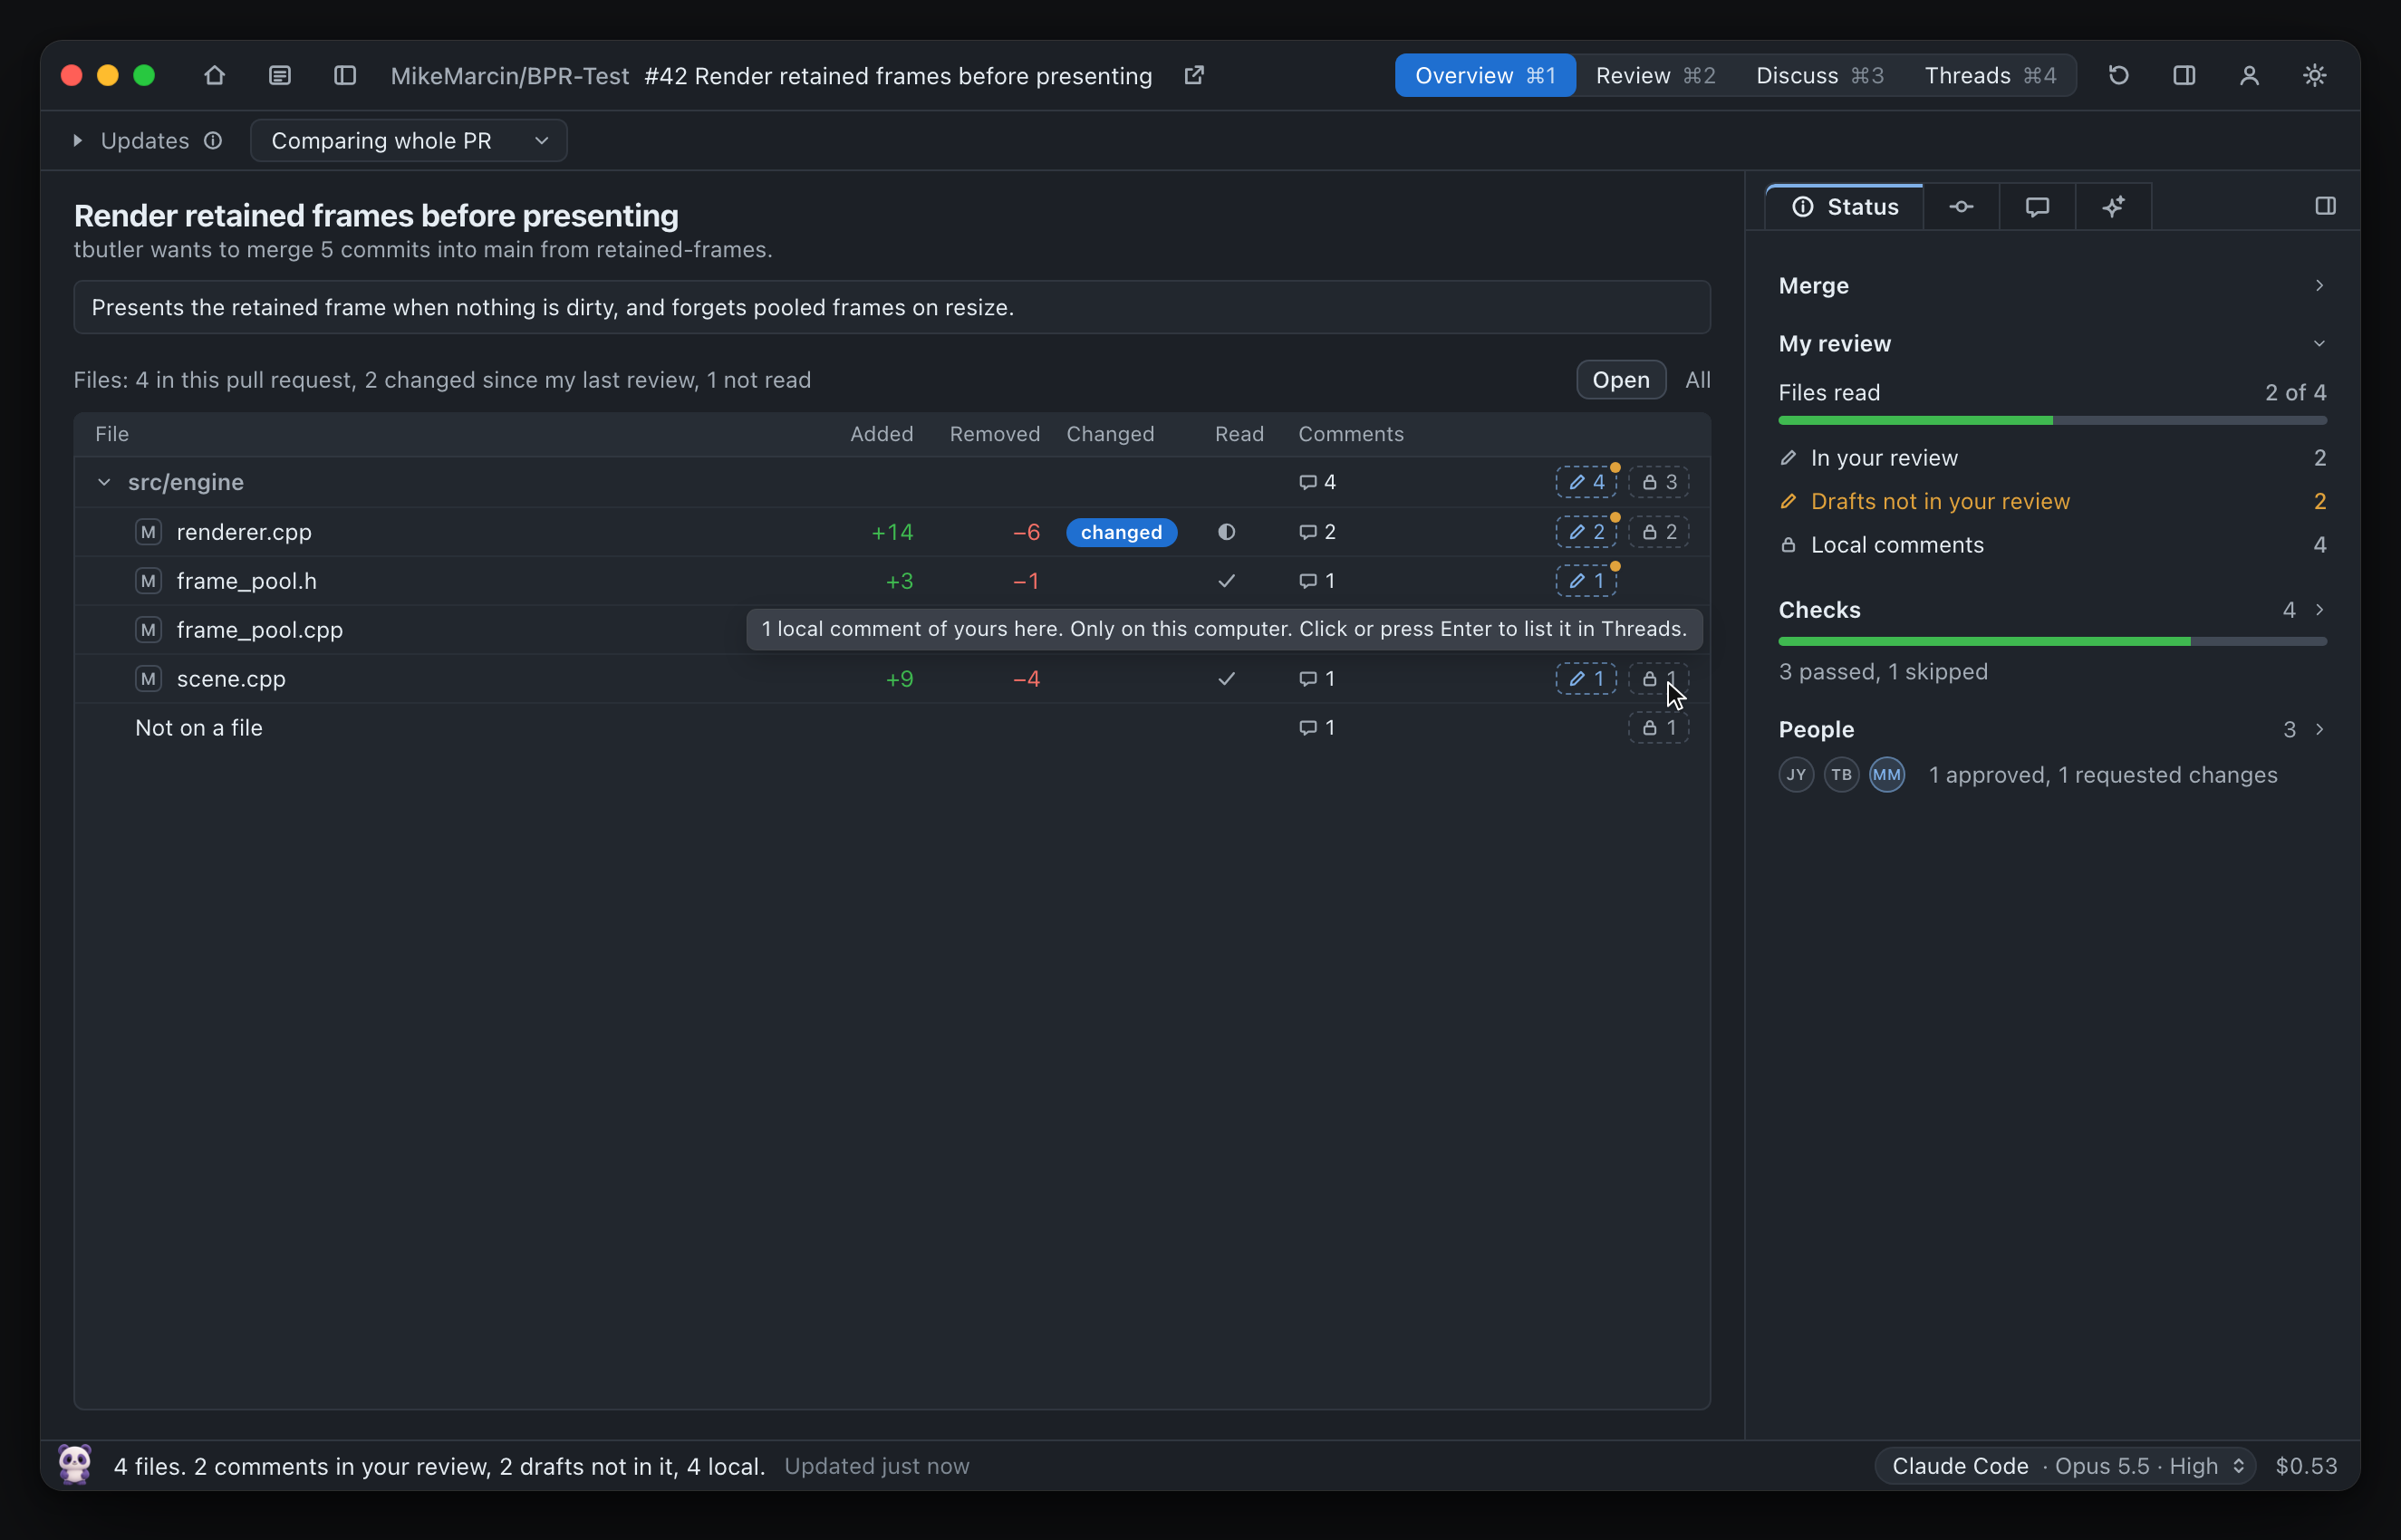 MikeMarcin/BPR-Test #42 Render retained frames before presenting
Overview ⌘1 Review ⌘2 Discuss ⌘3 Threads ⌘4
Updates Comparing whole PR
Render retained frames before presenting
tbutler wants to merge 5 commits into main from retained-frames.
Presents the retained frame when nothing is dirty, and forgets pooled frames on resize.
Files: 4 in this pull request, 2 changed since my last review, 1 not read Open All
File Added Removed Changed Read Comments
src/engine 4 4 3
M renderer.cpp +14 −6 changed 2 2 2
M frame_pool.h +3 −1 1 1
M frame_pool.cpp
1 local comment of yours here. Only on this computer. Click or press Enter to list it in Threads.
M scene.cpp +9 −4 1 1 1
Not on a file 1 1
Status
Merge
My review
Files read 2 of 4
In your review 2
Drafts not in your review 2
Local comments 4
Checks 4
3 passed, 1 skipped
People 3
JY TB MM 1 approved, 1 requested changes
4 files. 2 comments in your review, 2 drafts not in it, 4 local. Updated just now
Claude Code · Opus 5.5 · High $0.53